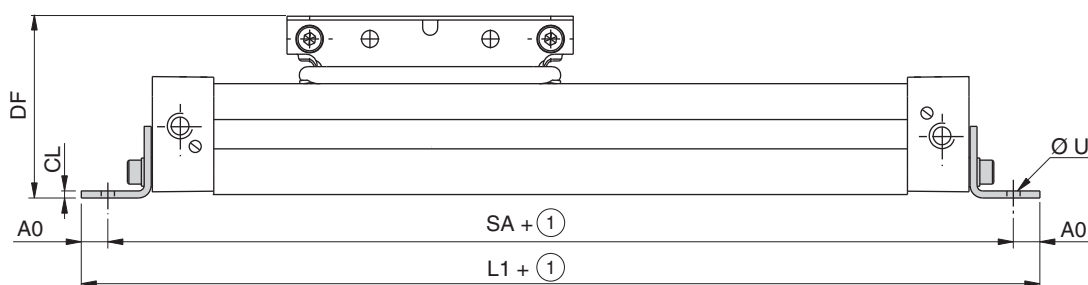 DF
CL
Ø U
A0
SA + ①
A0
L1 + ①